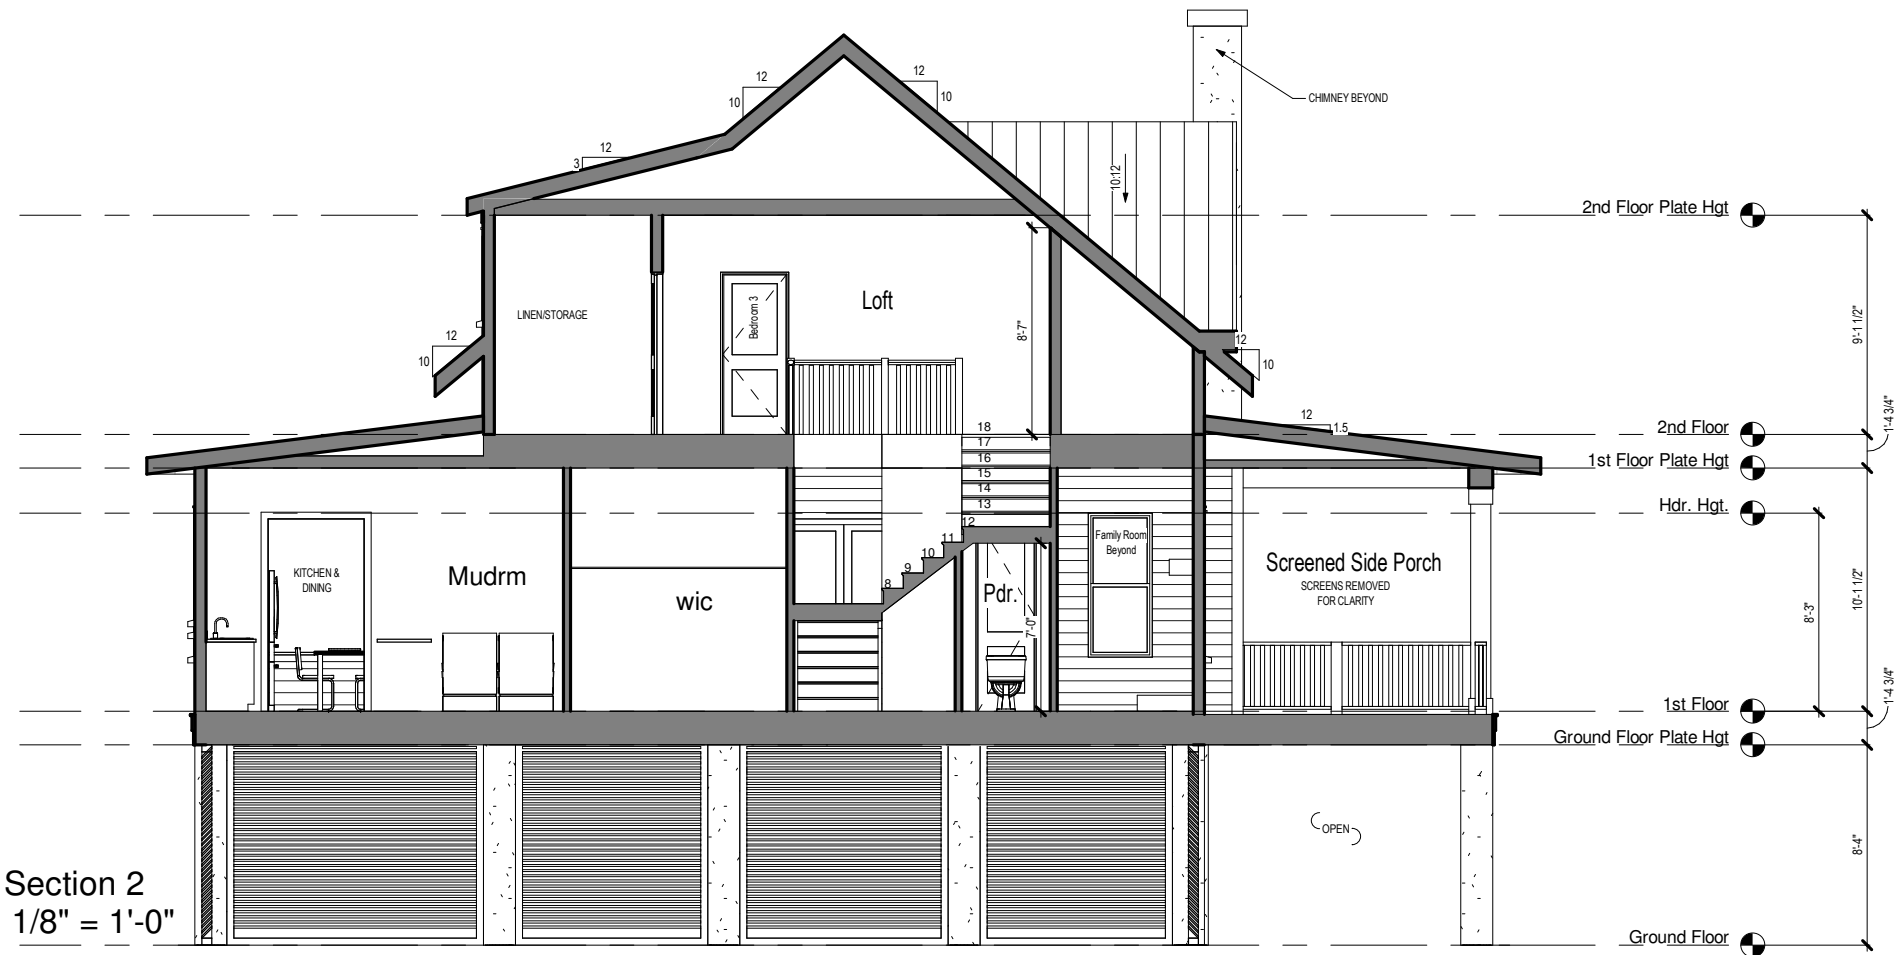 12
10
12
10
CHIMNEY BEYOND
12
3
10:12
2nd Floor Plate Hgt
LINEN/STORAGE
Bedroom 3
Loft
8'-7"
9'-1 1/2"
12
10
12
10
12
1.5
2nd Floor
1'-4 3/4"
1st Floor Plate Hgt
18
17
16
15
14
13
12
11
10
9
8
Hdr. Hgt.
Family Room
Beyond
KITCHEN &
DINING
Mudrm
wic
Pdr.
7'-0"
Screened Side Porch
SCREENS REMOVED
FOR CLARITY
8'-3"
10'-1 1/2"
1st Floor
1'-4 3/4"
Ground Floor Plate Hgt
OPEN
8'-4"
Section 2
1/8" = 1'-0"
Ground Floor